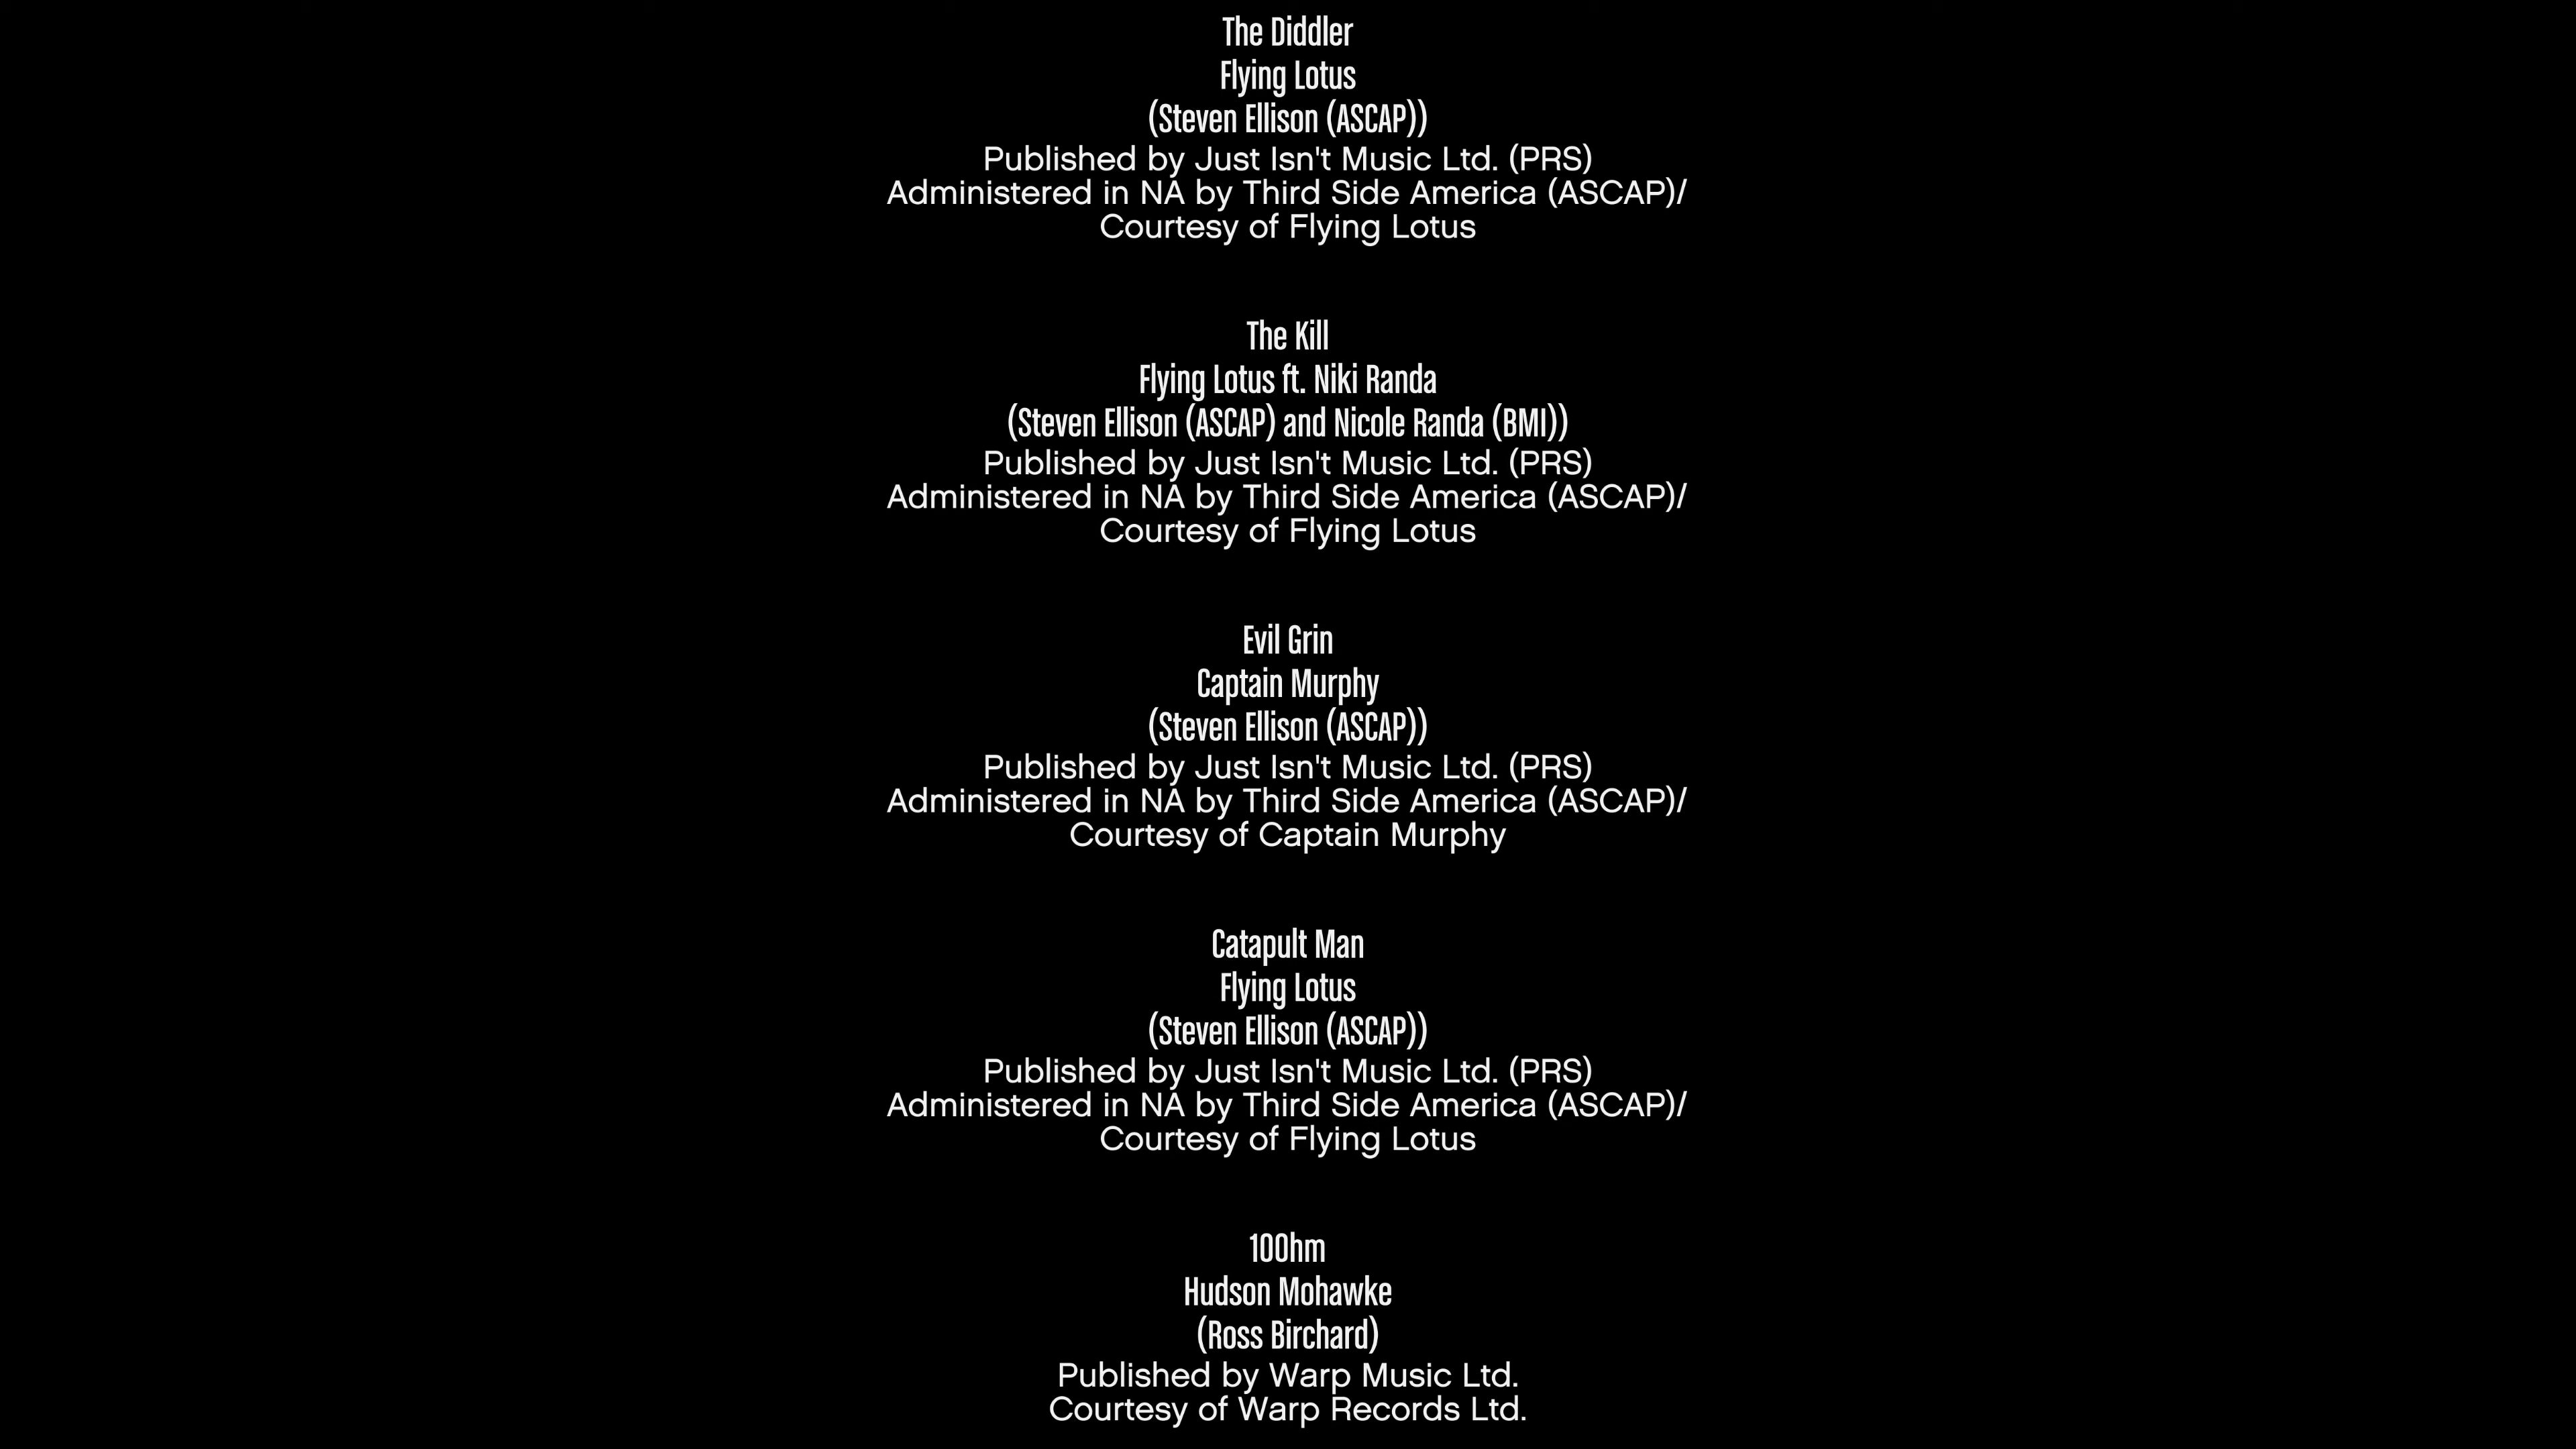 The Diddler
Flying Lotus
(Steven Ellison (ASCAP))
Published by Just Isn't Music Ltd. (PRS)
Administered in NA by Third Side America (ASCAP)/
Courtesy of Flying Lotus
The Kill
Flying Lotus ft. Niki Randa
(Steven Ellison (ASCAP) and Nicole Randa (BMI))
Published by Just Isn't Music Ltd. (PRS)
Administered in NA by Third Side America (ASCAP)/
Courtesy of Flying Lotus
Evil Grin
Captain Murphy
(Steven Ellison (ASCAP))
Published by Just Isn't Music Ltd. (PRS)
Administered in NA by Third Side America (ASCAP)/
Courtesy of Captain Murphy
Catapult Man
Flying Lotus
(Steven Ellison (ASCAP))
Published by Just Isn't Music Ltd. (PRS)
Administered in NA by Third Side America (ASCAP)/
Courtesy of Flying Lotus
100hm
Hudson Mohawke
(Ross Birchard)
Published by Warp Music Ltd.
Courtesy of Warp Records Ltd.